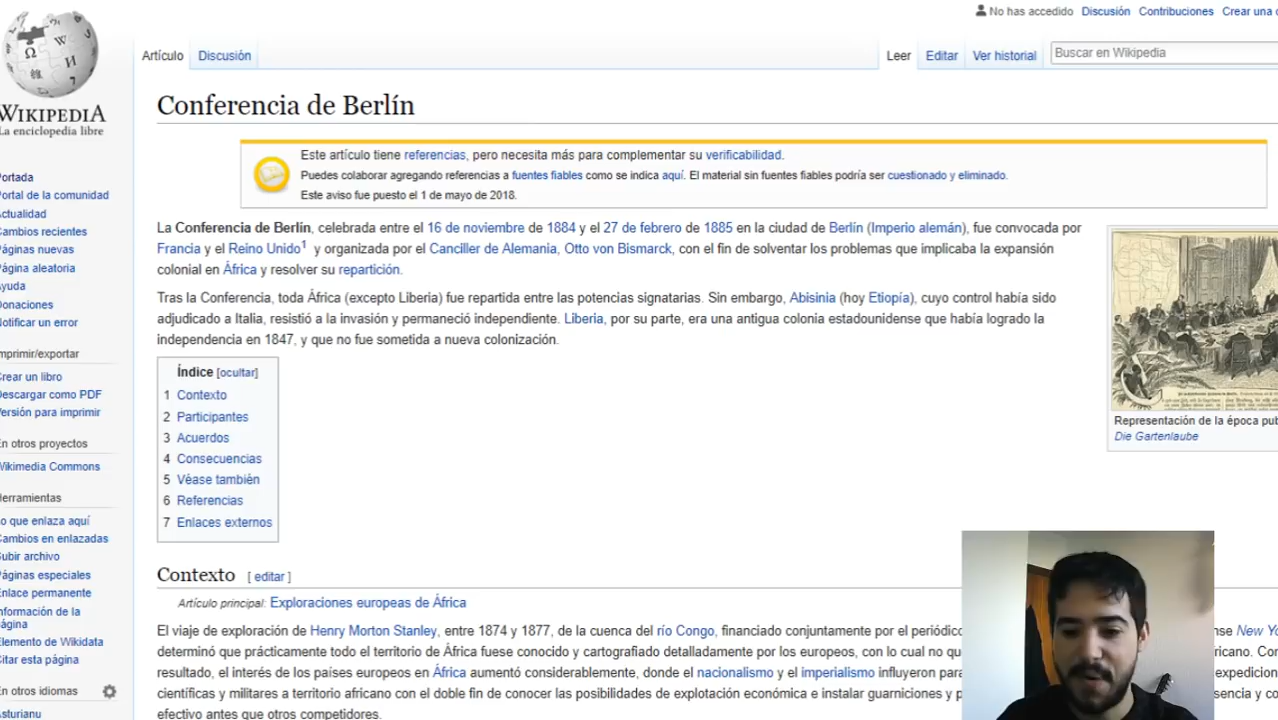 No has accedido Discusión Contribuciones Crear una
Artículo Discusión Leer Editar Ver historial Buscar en Wikipedia
WIKIPEDIA
La enciclopedia libre
Portada
Portal de la comunidad
Actualidad
Cambios recientes
Páginas nuevas
Página aleatoria
Ayuda
Donaciones
Notificar un error
Imprimir/exportar
Crear un libro
Descargar como PDF
Versión para imprimir
En otros proyectos
Wikimedia Commons
Herramientas
Lo que enlaza aquí
Cambios en enlazadas
Subir archivo
Páginas especiales
Enlace permanente
Información de la
página
Elemento de Wikidata
Citar esta página
En otros idiomas
Asturianu
Conferencia de Berlín
Este artículo tiene referencias, pero necesita más para complementar su verificabilidad.
Puedes colaborar agregando referencias a fuentes fiables como se indica aquí. El material sin fuentes fiables podría ser cuestionado y eliminado.
Este aviso fue puesto el 1 de mayo de 2018.
La Conferencia de Berlín, celebrada entre el 16 de noviembre de 1884 y el 27 de febrero de 1885 en la ciudad de Berlín (Imperio alemán), fue convocada por
Francia y el Reino Unido1 y organizada por el Canciller de Alemania, Otto von Bismarck, con el fin de solventar los problemas que implicaba la expansión
colonial en África y resolver su repartición.
Tras la Conferencia, toda África (excepto Liberia) fue repartida entre las potencias signatarias. Sin embargo, Abisinia (hoy Etiopía), cuyo control había sido
adjudicado a Italia, resistió a la invasión y permaneció independiente. Liberia, por su parte, era una antigua colonia estadounidense que había logrado la
independencia en 1847, y que no fue sometida a nueva colonización.
Representación de la época pu
Die Gartenlaube
Índice [ocultar]
1 Contexto
2 Participantes
3 Acuerdos
4 Consecuencias
5 Véase también
6 Referencias
7 Enlaces externos
Contexto [ editar ]
Artículo principal: Exploraciones europeas de África
El viaje de exploración de Henry Morton Stanley, entre 1874 y 1877, de la cuenca del río Congo, financiado conjuntamente por el periódico nse New Yo
determinó que prácticamente todo el territorio de África fuese conocido y cartografiado detalladamente por los europeos, con lo cual no qu ricano. Co
resultado, el interés de los países europeos en África aumentó considerablemente, donde el nacionalismo y el imperialismo influyeron para expedicion
científicas y militares a territorio africano con el doble fin de conocer las posibilidades de explotación económica e instalar guarniciones y p sencia y co
efectivo antes que otros competidores.